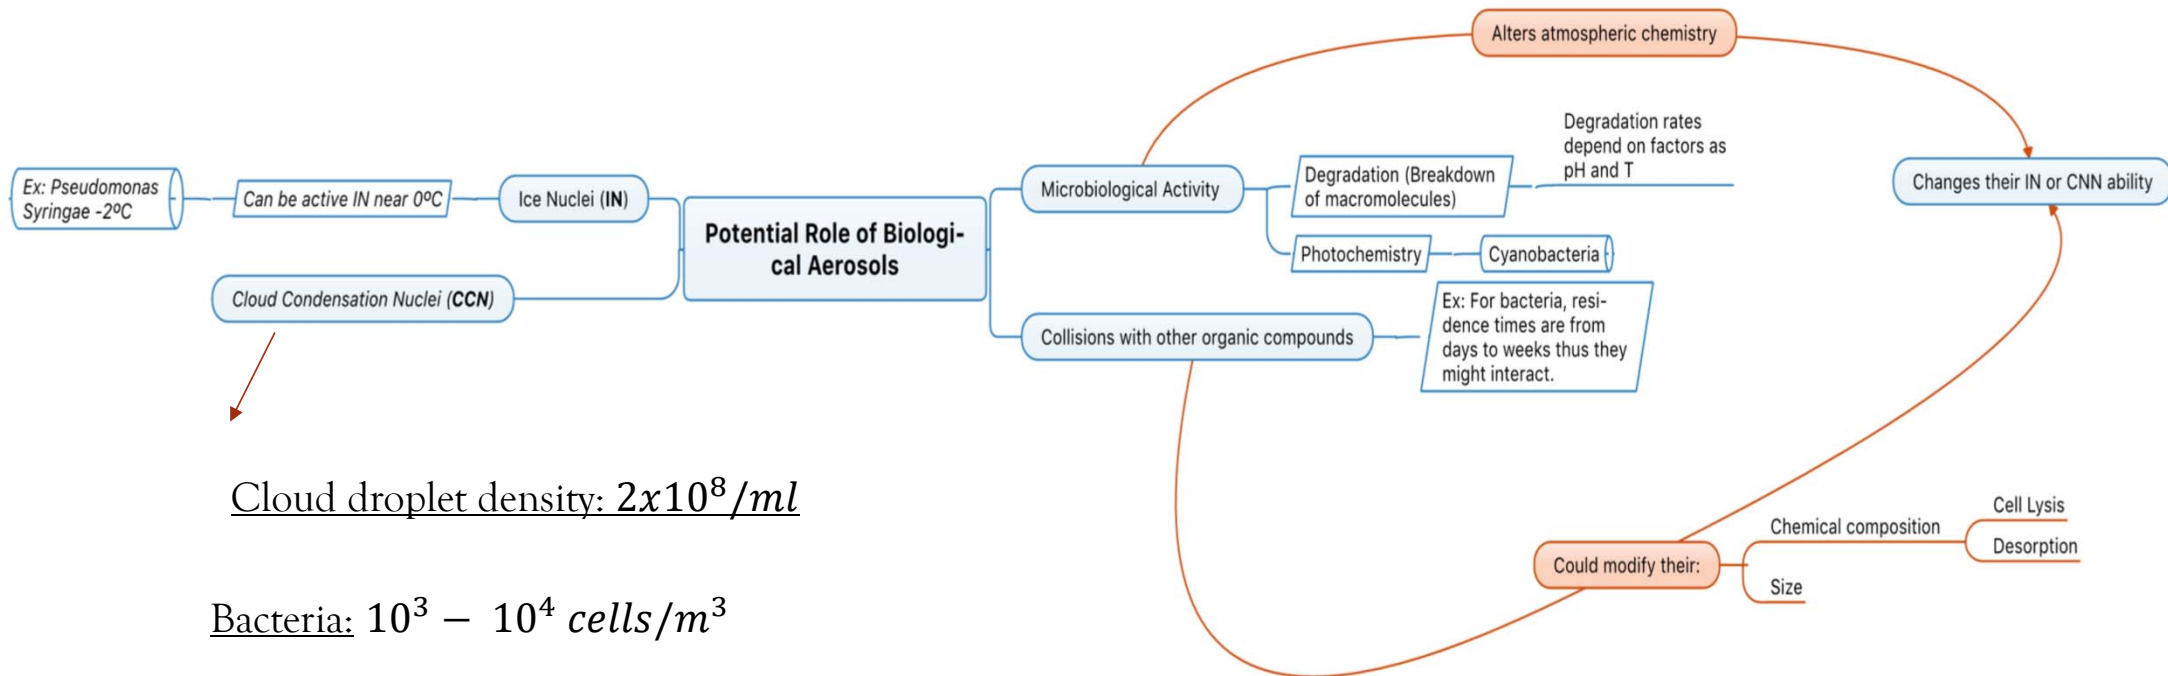 Alters atmospheric chemistry
Ex: Pseudomonas
Syringae -2ºC
Can be active IN near 0ºC
Ice Nuclei (IN)
Cloud Condensation Nuclei (CCN)
Potential Role of Biologi-
cal Aerosols
Microbiological Activity
Degradation (Breakdown
of macromolecules)
Degradation rates
depend on factors as
pH and T
Photochemistry
Cyanobacteria
Changes their IN or CNN ability
Collisions with other organic compounds
Ex: For bacteria, resi-
dence times are from
days to weeks thus they
might interact.
Cloud droplet density: 2x10⁸/ml
Bacteria: 10³ − 10⁴ cells/m³
Could modify their:
Chemical composition
Cell Lysis
Desorption
Size